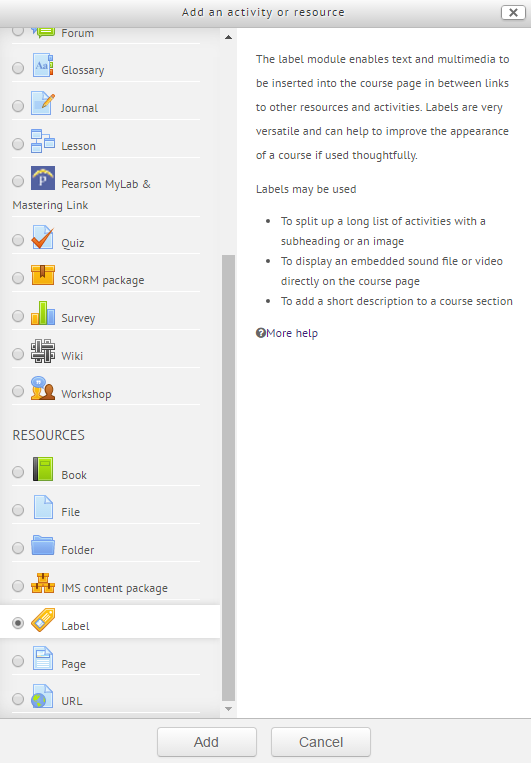 Add an activity or resource
Forum
Glossary
Journal
Lesson
Pearson MyLab &
Mastering Link
Quiz
SCORM package
Survey
Wiki
Workshop
RESOURCES
Book
File
Folder
IMS content package
Label
Page
URL
The label module enables text and multimedia to
be inserted into the course page in between links
to other resources and activities. Labels are very
versatile and can help to improve the appearance
of a course if used thoughtfully.
Labels may be used
To split up a long list of activities with a
subheading or an image
To display an embedded sound file or video
directly on the course page
To add a short description to a course section
More help
Add
Cancel